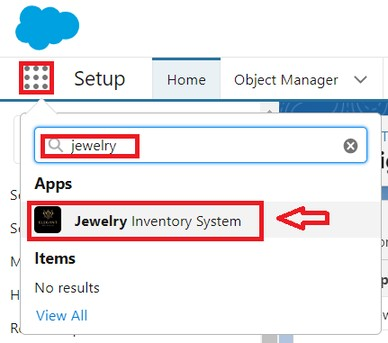 Setup
Home
Object Manager
jewelry
Apps
Jewelry Inventory System
Items
No results
View All